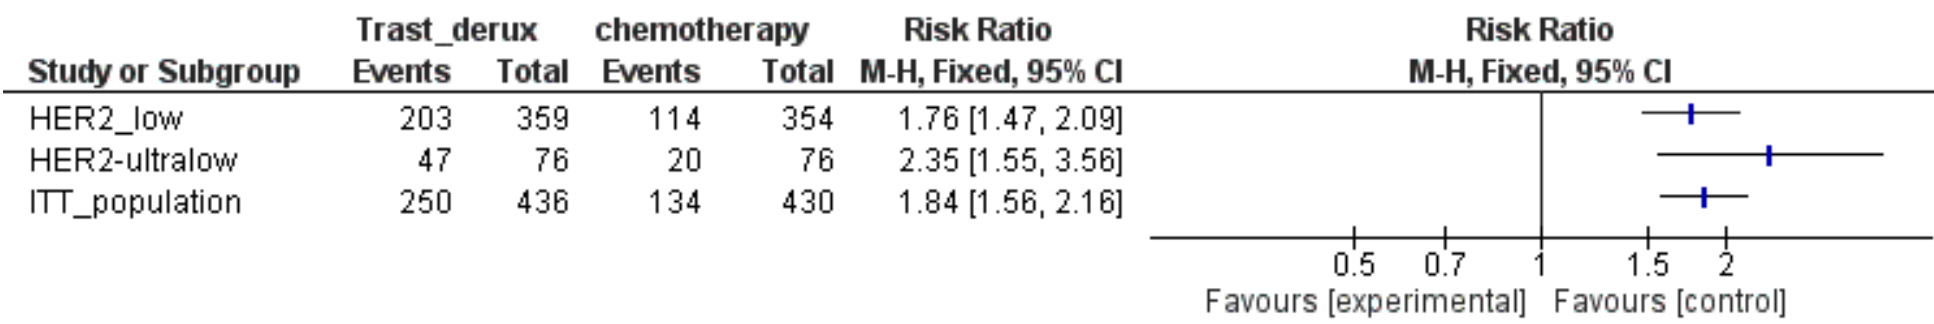 Trast_derux chemotherapy Risk Ratio Risk Ratio
Study or Subgroup Events Total Events Total M-H, Fixed, 95% CI M-H, Fixed, 95% CI
HER2_low 203 359 114 354 1.76 [1.47, 2.09]
HER2-ultralow 47 76 20 76 2.35 [1.55, 3.56]
ITT_population 250 436 134 430 1.84 [1.56, 2.16]
0.5 0.7 1 1.5 2
Favours [experimental] Favours [control]